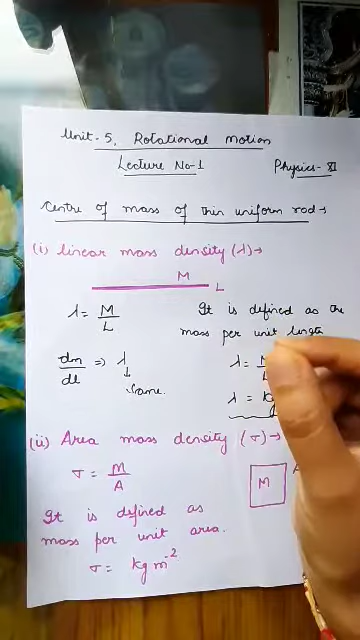 Unit-5, Rotational Motion
Lecture No-1
Physics-XI
Centre of mass of thin uniform rod→
(i) linear mass density (λ)→
M
L
λ = M/L
It is defined as the
mass per unit length
dm/dl ⇒ λ
↓
Same.
λ =
λ =
(ii) Area mass density (σ)→
σ = M/A
M
It is defined as
mass per unit area.
σ = kg m⁻²